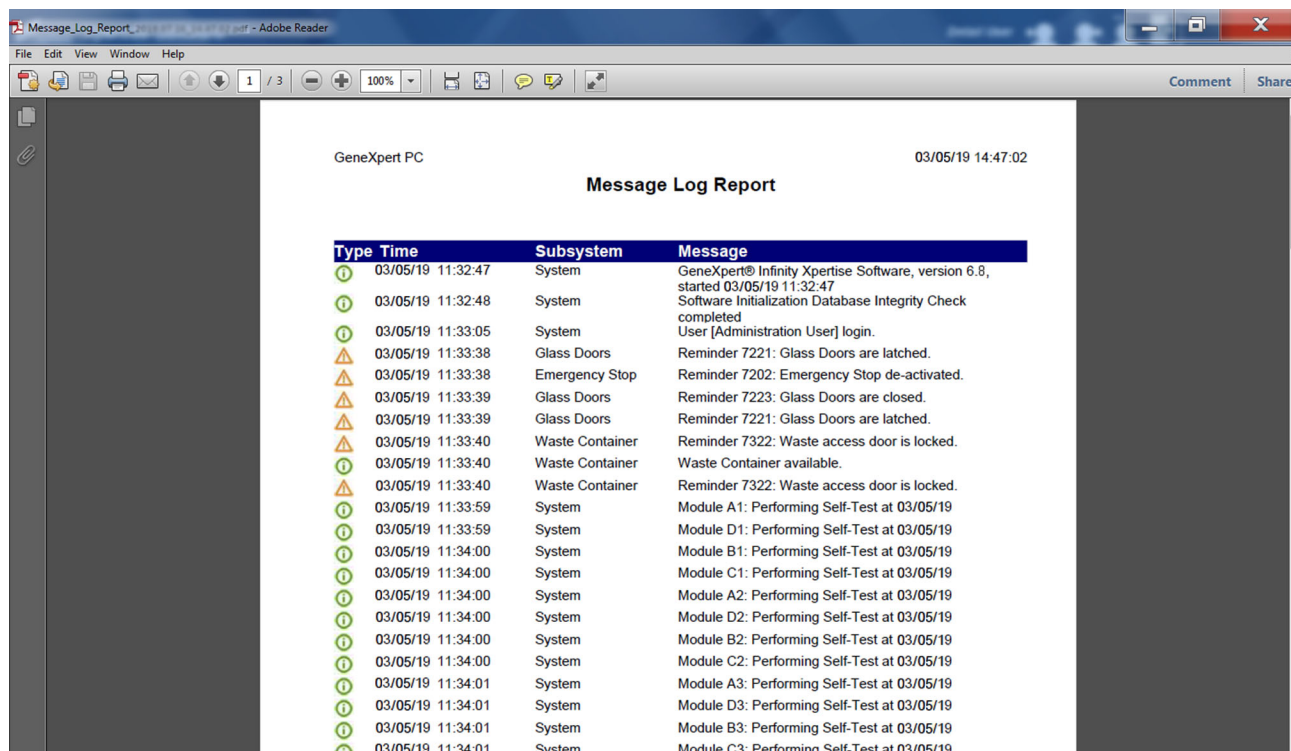 Message_Log_Report_ .pdf - Adobe Reader
File Edit View Window Help
1 / 3 100% Comment Share
GeneXpert PC 03/05/19 14:47:02
Message Log Report
Type Time Subsystem Message
03/05/19 11:32:47 System GeneXpert® Infinity Xpertise Software, version 6.8,
started 03/05/19 11:32:47
03/05/19 11:32:48 System Software Initialization Database Integrity Check
completed
03/05/19 11:33:05 System User [Administration User] login.
03/05/19 11:33:38 Glass Doors Reminder 7221: Glass Doors are latched.
03/05/19 11:33:38 Emergency Stop Reminder 7202: Emergency Stop de-activated.
03/05/19 11:33:39 Glass Doors Reminder 7223: Glass Doors are closed.
03/05/19 11:33:39 Glass Doors Reminder 7221: Glass Doors are latched.
03/05/19 11:33:40 Waste Container Reminder 7322: Waste access door is locked.
03/05/19 11:33:40 Waste Container Waste Container available.
03/05/19 11:33:40 Waste Container Reminder 7322: Waste access door is locked.
03/05/19 11:33:59 System Module A1: Performing Self-Test at 03/05/19
03/05/19 11:33:59 System Module D1: Performing Self-Test at 03/05/19
03/05/19 11:34:00 System Module B1: Performing Self-Test at 03/05/19
03/05/19 11:34:00 System Module C1: Performing Self-Test at 03/05/19
03/05/19 11:34:00 System Module A2: Performing Self-Test at 03/05/19
03/05/19 11:34:00 System Module D2: Performing Self-Test at 03/05/19
03/05/19 11:34:00 System Module B2: Performing Self-Test at 03/05/19
03/05/19 11:34:00 System Module C2: Performing Self-Test at 03/05/19
03/05/19 11:34:01 System Module A3: Performing Self-Test at 03/05/19
03/05/19 11:34:01 System Module D3: Performing Self-Test at 03/05/19
03/05/19 11:34:01 System Module B3: Performing Self-Test at 03/05/19
03/05/19 11:34:01 System Module C3: Performing Self-Test at 03/05/19